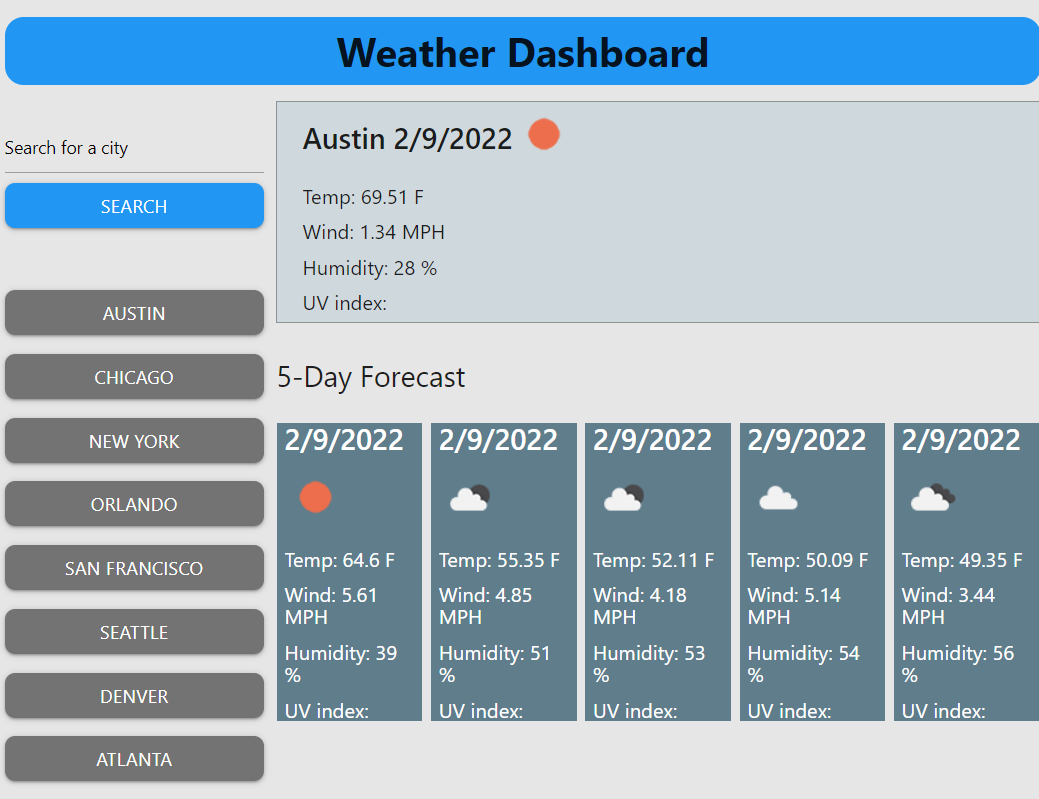 Weather Dashboard
Search for a city
SEARCH
AUSTIN
CHICAGO
NEW YORK
ORLANDO
SAN FRANCISCO
SEATTLE
DENVER
ATLANTA
Austin 2/9/2022
Temp: 69.51 F
Wind: 1.34 MPH
Humidity: 28 %
UV index:
5-Day Forecast
2/9/2022
Temp: 64.6 F
Wind: 5.61
MPH
Humidity: 39
%
UV index:
2/9/2022
Temp: 55.35 F
Wind: 4.85
MPH
Humidity: 51
%
UV index:
2/9/2022
Temp: 52.11 F
Wind: 4.18
MPH
Humidity: 53
%
UV index:
2/9/2022
Temp: 50.09 F
Wind: 5.14
MPH
Humidity: 54
%
UV index:
2/9/2022
Temp: 49.35 F
Wind: 3.44
MPH
Humidity: 56
%
UV index: